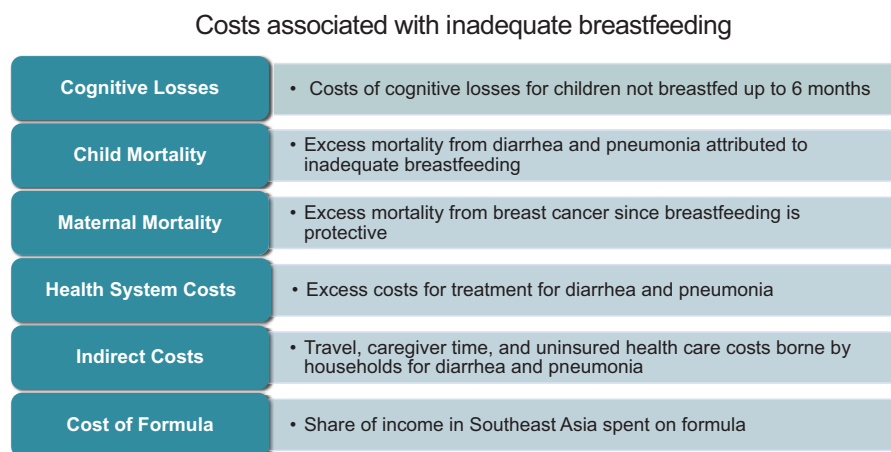 Costs associated with inadequate breastfeeding
Cognitive Losses
• Costs of cognitive losses for children not breastfed up to 6 months
Child Mortality
• Excess mortality from diarrhea and pneumonia attributed to
inadequate breastfeeding
Maternal Mortality
• Excess mortality from breast cancer since breastfeeding is
protective
Health System Costs
• Excess costs for treatment for diarrhea and pneumonia
Indirect Costs
• Travel, caregiver time, and uninsured health care costs borne by
households for diarrhea and pneumonia
Cost of Formula
• Share of income in Southeast Asia spent on formula